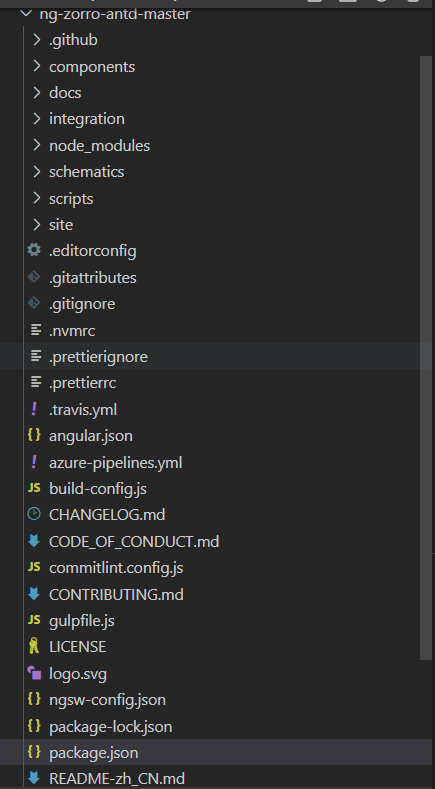 ng-zorro-antd-master
.github
components
docs
integration
node_modules
schematics
scripts
site
.editorconfig
.gitattributes
.gitignore
.nvmrc
.prettierignore
.prettierrc
.travis.yml
angular.json
azure-pipelines.yml
build-config.js
CHANGELOG.md
CODE_OF_CONDUCT.md
commitlint.config.js
CONTRIBUTING.md
gulpfile.js
LICENSE
logo.svg
ngsw-config.json
package-lock.json
package.json
README-zh_CN.md